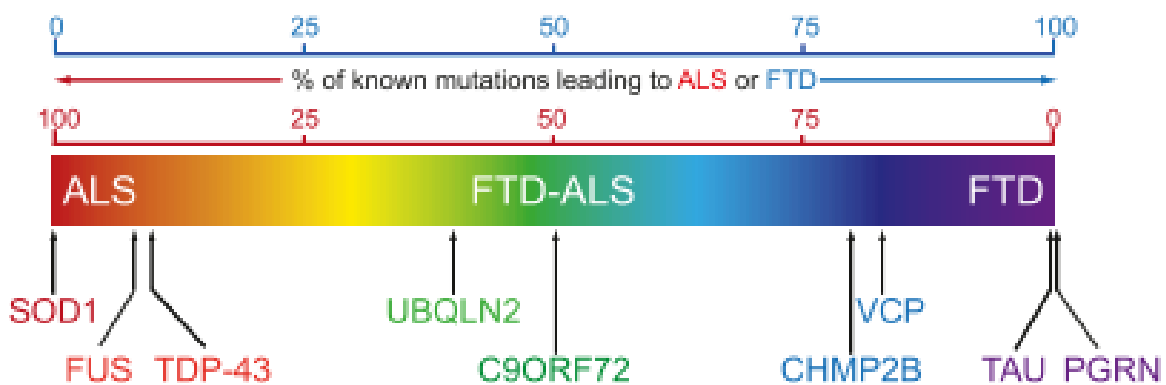 0 25 50 75 100
% of known mutations leading to ALS or FTD
100 25 50 75 0
ALS FTD-ALS FTD
SOD1 UBQLN2 VCP
FUS TDP-43 C9ORF72 CHMP2B TAU PGRN